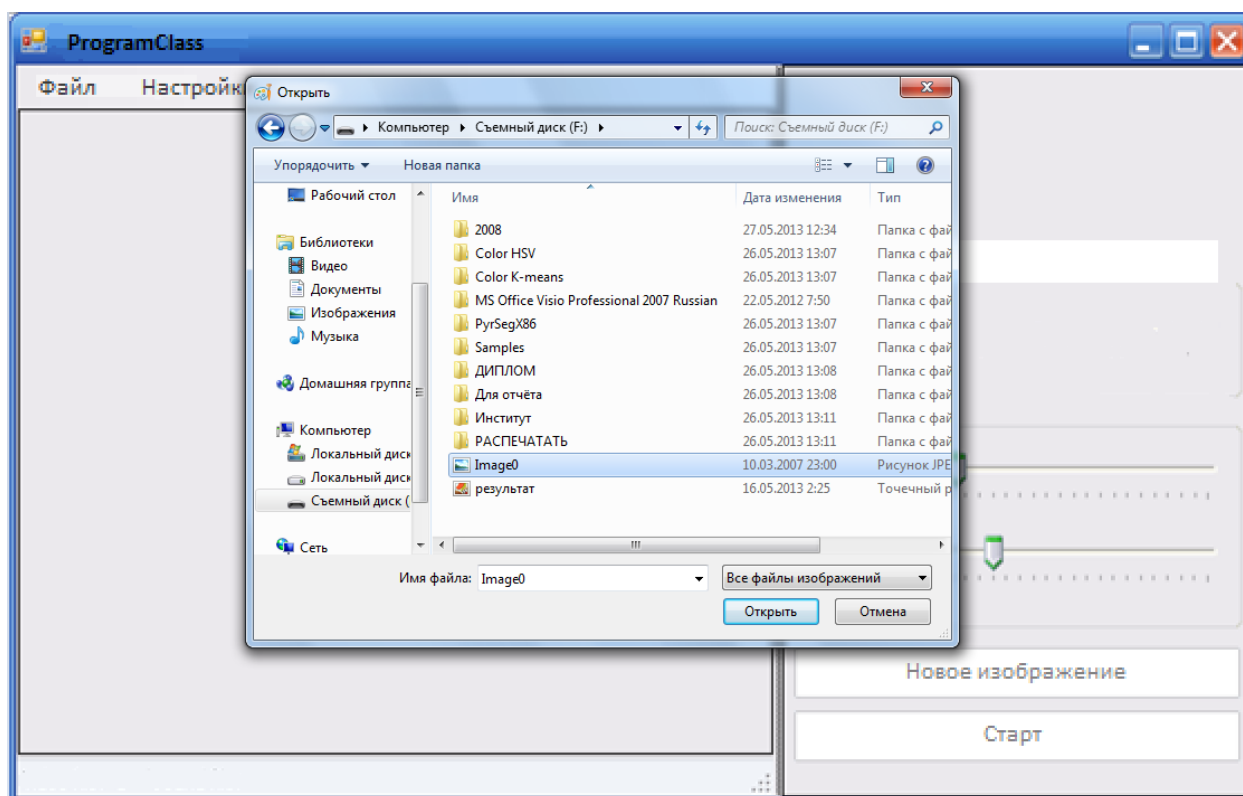 ProgramClass
Файл Настройк
Открыть
Компьютер Съемный диск (F:) Поиск: Съемный диск (F:)
Упорядочить Новая папка
Рабочий стол
Библиотеки
Видео
Документы
Изображения
Музыка
Домашняя группа
Компьютер
Локальный диск
Локальный диск
Съемный диск (
Сеть
Имя Дата изменения Тип
2008 27.05.2013 12:34 Папка с фай
Color HSV 26.05.2013 13:07 Папка с фай
Color K-means 26.05.2013 13:07 Папка с фай
MS Office Visio Professional 2007 Russian 22.05.2012 7:50 Папка с фай
PyrSegX86 26.05.2013 13:07 Папка с фай
Samples 26.05.2013 13:07 Папка с фай
ДИПЛОМ 26.05.2013 13:08 Папка с фай
Для отчёта 26.05.2013 13:08 Папка с фай
Институт 26.05.2013 13:11 Папка с фай
РАСПЕЧАТАТЬ 26.05.2013 13:11 Папка с фай
Image0 10.03.2007 23:00 Рисунок JPE
результат 16.05.2013 2:25 Точечный р
Имя файла: Image0 Все файлы изображений
Открыть Отмена
Новое изображение
Старт